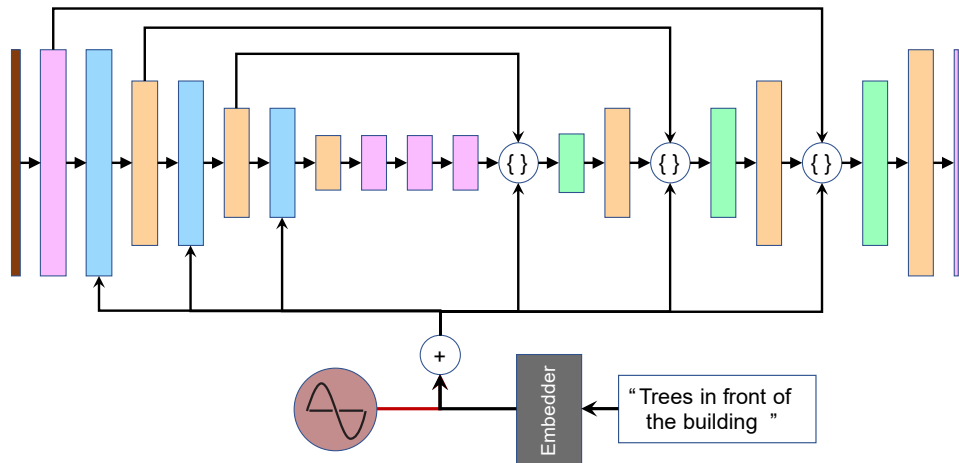 { }
{ }
{ }
+
Embedder
“ Trees in front of
the building ”